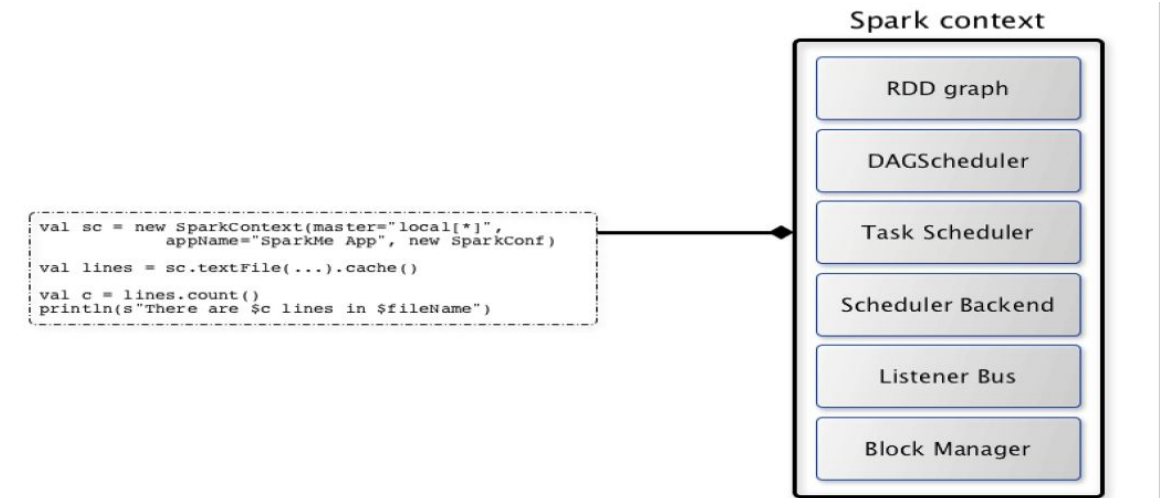 Spark context
RDD graph
DAGScheduler
Task Scheduler
Scheduler Backend
Listener Bus
Block Manager
val sc = new SparkContext(master="local[*]",
appName="SparkMe App", new SparkConf)
val lines = sc.textFile(...).cache()
val c = lines.count()
println(s"There are $c lines in $fileName")